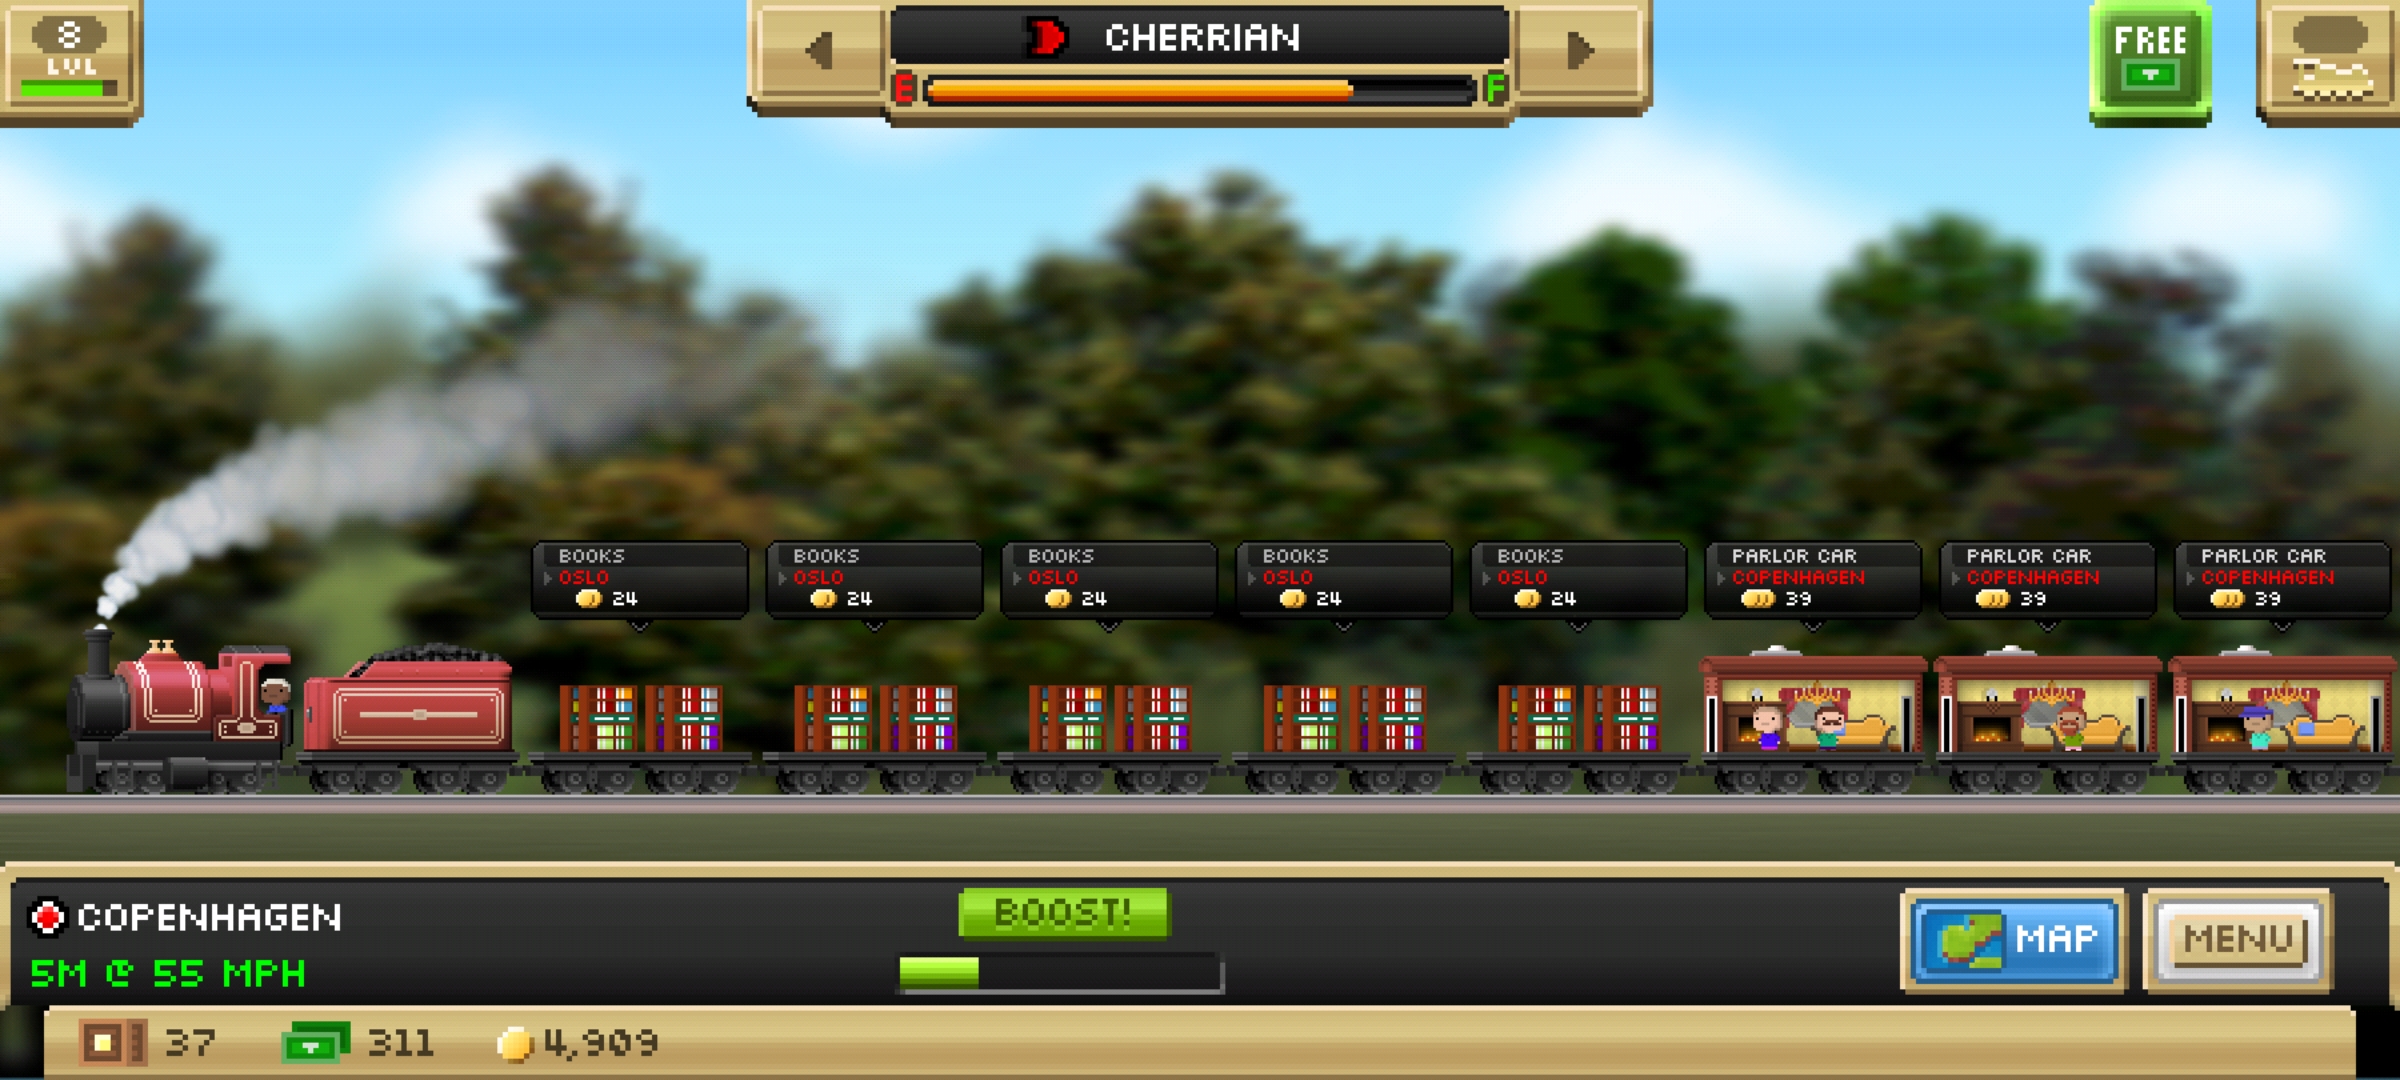 8
LVL
CHERRIAN
E
F
FREE
BOOKS
OSLO
24
BOOKS
OSLO
24
BOOKS
OSLO
24
BOOKS
OSLO
24
BOOKS
OSLO
24
PARLOR CAR
COPENHAGEN
39
PARLOR CAR
COPENHAGEN
39
PARLOR CAR
COPENHAGEN
39
COPENHAGEN
5M @ 55 MPH
BOOST!
MAP
MENU
37 311 4,909